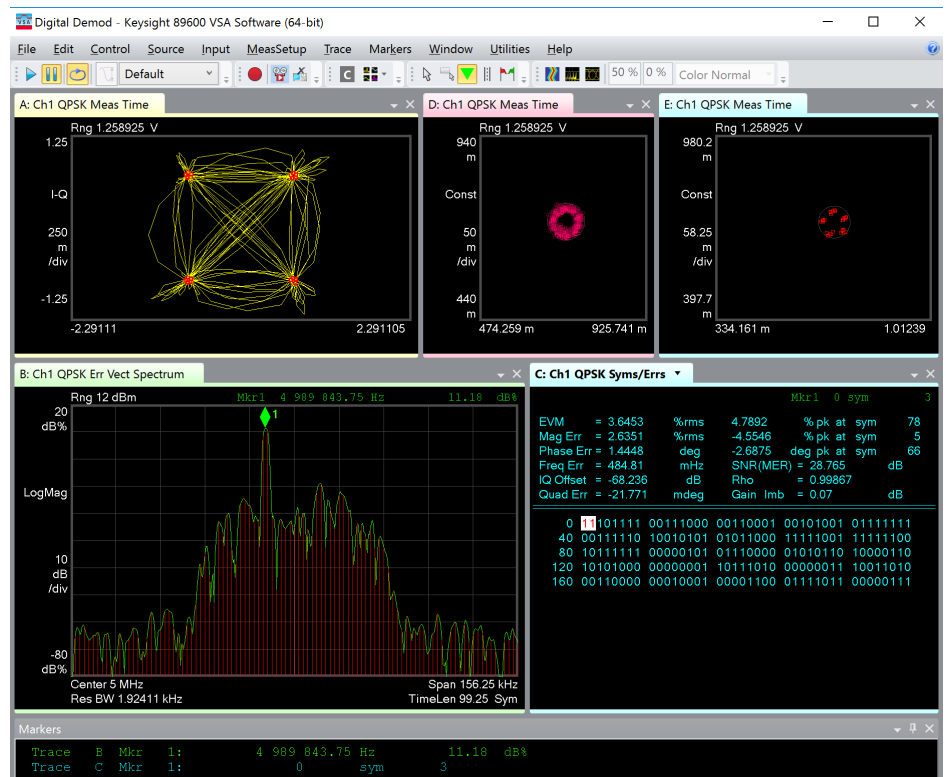 Digital Demod - Keysight 89600 VSA Software (64-bit)
File Edit Control Source Input MeasSetup Trace Markers Window Utilities Help
Default C 50 % 0 % Color Normal
A: Ch1 QPSK Meas Time
Rng 1.258925 V
1.25
I-Q
250
m
/div
-1.25
-2.29111 2.291105
D: Ch1 QPSK Meas Time
Rng 1.258925 V
940
m
Const
50
m
/div
440
m
474.259 m 925.741 m
E: Ch1 QPSK Meas Time
Rng 1.258925 V
980.2
m
Const
58.25
m
/div
397.7
m
334.161 m 1.01239
B: Ch1 QPSK Err Vect Spectrum
Rng 12 dBm Mkr1 4 989 843.75 Hz 11.18 dB%
20
dB%
1
LogMag
10
dB
/div
-80
dB%
Center 5 MHz Span 156.25 kHz
Res BW 1.92411 kHz TimeLen 99.25 Sym
C: Ch1 QPSK Syms/Errs
Mkr1 0 sym 3
EVM = 3.6453 %rms 4.7892 % pk at sym 78
Mag Err = 2.6351 %rms -4.5546 % pk at sym 5
Phase Err = 1.4448 deg -2.6875 deg pk at sym 66
Freq Err = 484.81 mHz SNR(MER) = 28.765 dB
IQ Offset = -68.236 dB Rho = 0.99867
Quad Err = -21.771 mdeg Gain Imb = 0.07 dB
0 11101111 00111000 00110001 00101001 01111111
40 00111110 10010101 01011000 11111001 11111100
80 10111111 00000101 01110000 01010110 10000110
120 10101000 00000001 10111010 00000011 10011010
160 00110000 00010001 00001100 01111011 00000111
Markers
Trace B Mkr 1: 4 989 843.75 Hz 11.18 dB%
Trace C Mkr 1: 0 sym 3